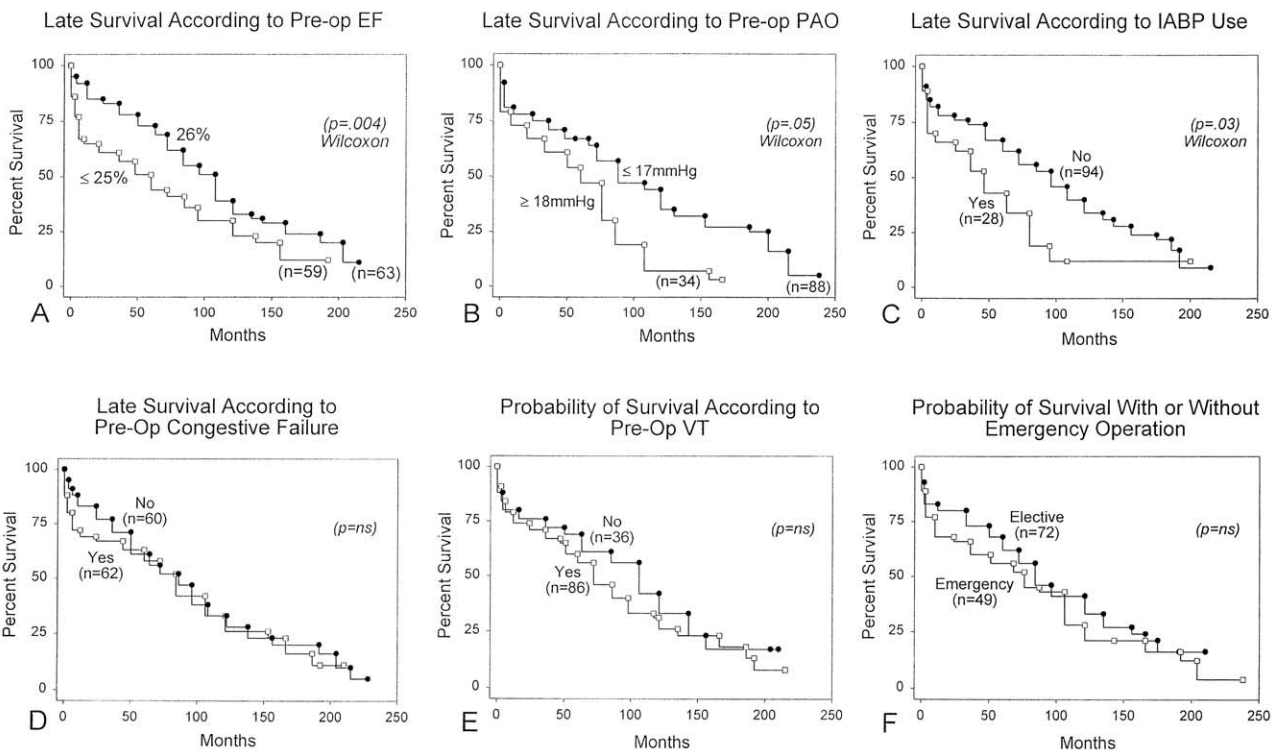 Late Survival According to Pre-op EF
Percent Survival
100
75
50
25
0
26%
≤ 25%
(p=.004)
Wilcoxon
(n=59)
(n=63)
0 50 100 150 200 250
Months
A
Late Survival According to Pre-op PAO
Percent Survival
100
75
50
25
0
(p=.05)
Wilcoxon
≤ 17mmHg
≥ 18mmHg
(n=34)
(n=88)
0 50 100 150 200 250
Months
B
Late Survival According to IABP Use
Percent Survival
100
75
50
25
0
(p=.03)
Wilcoxon
No
(n=94)
Yes
(n=28)
0 50 100 150 200 250
Months
C
Late Survival According to
Pre-Op Congestive Failure
Percent Survival
100
75
50
25
0
No
(n=60)
(p=ns)
Yes
(n=62)
0 50 100 150 200 250
Months
D
Probability of Survival According to
Pre-Op VT
Percent Survival
100
75
50
25
0
No
(n=36)
(p=ns)
Yes
(n=86)
0 50 100 150 200 250
Months
E
Probability of Survival With or Without
Emergency Operation
Percent Survival
100
75
50
25
0
Elective
(n=72)
(p=ns)
Emergency
(n=49)
0 50 100 150 200 250
Months
F